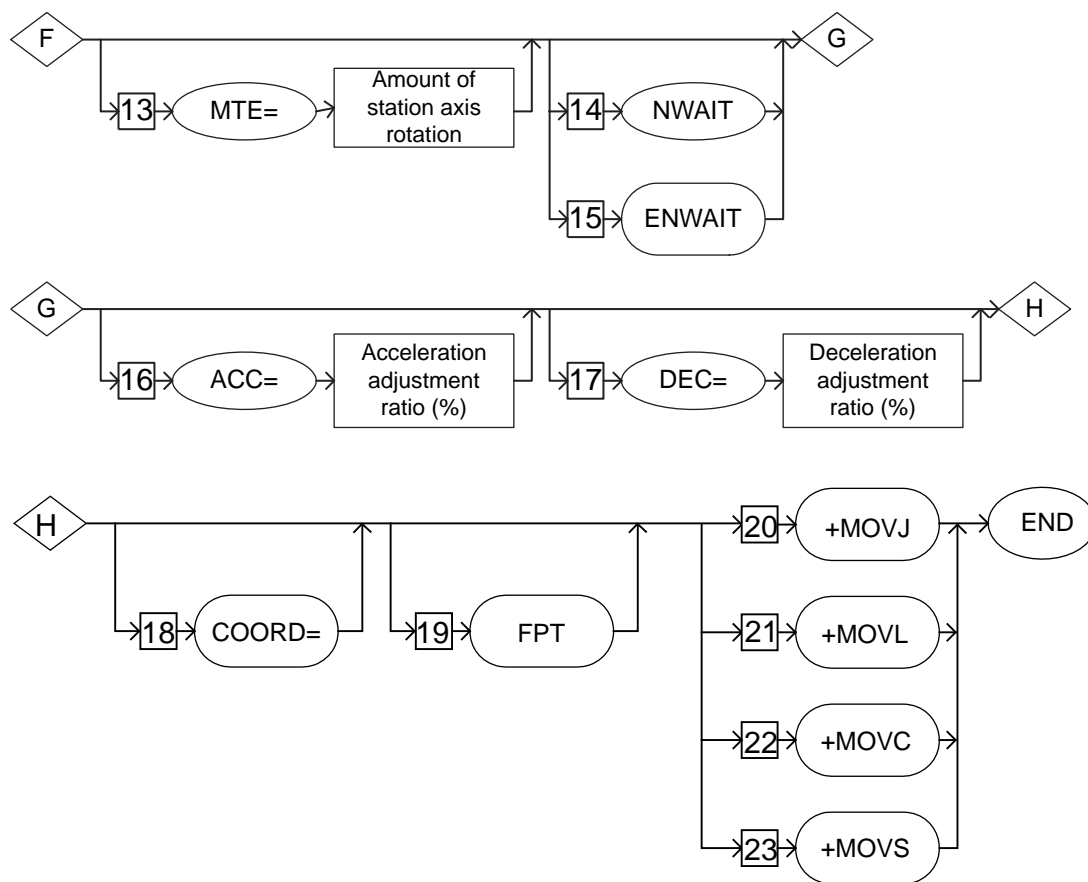 F
G
13
MTE=
Amount of
station axis
rotation
14
NWAIT
15
ENWAIT
G
H
16
ACC=
Acceleration
adjustment
ratio (%)
17
DEC=
Deceleration
adjustment
ratio (%)
H
20
+MOVJ
END
18
COORD=
19
FPT
21
+MOVL
22
+MOVC
23
+MOVS